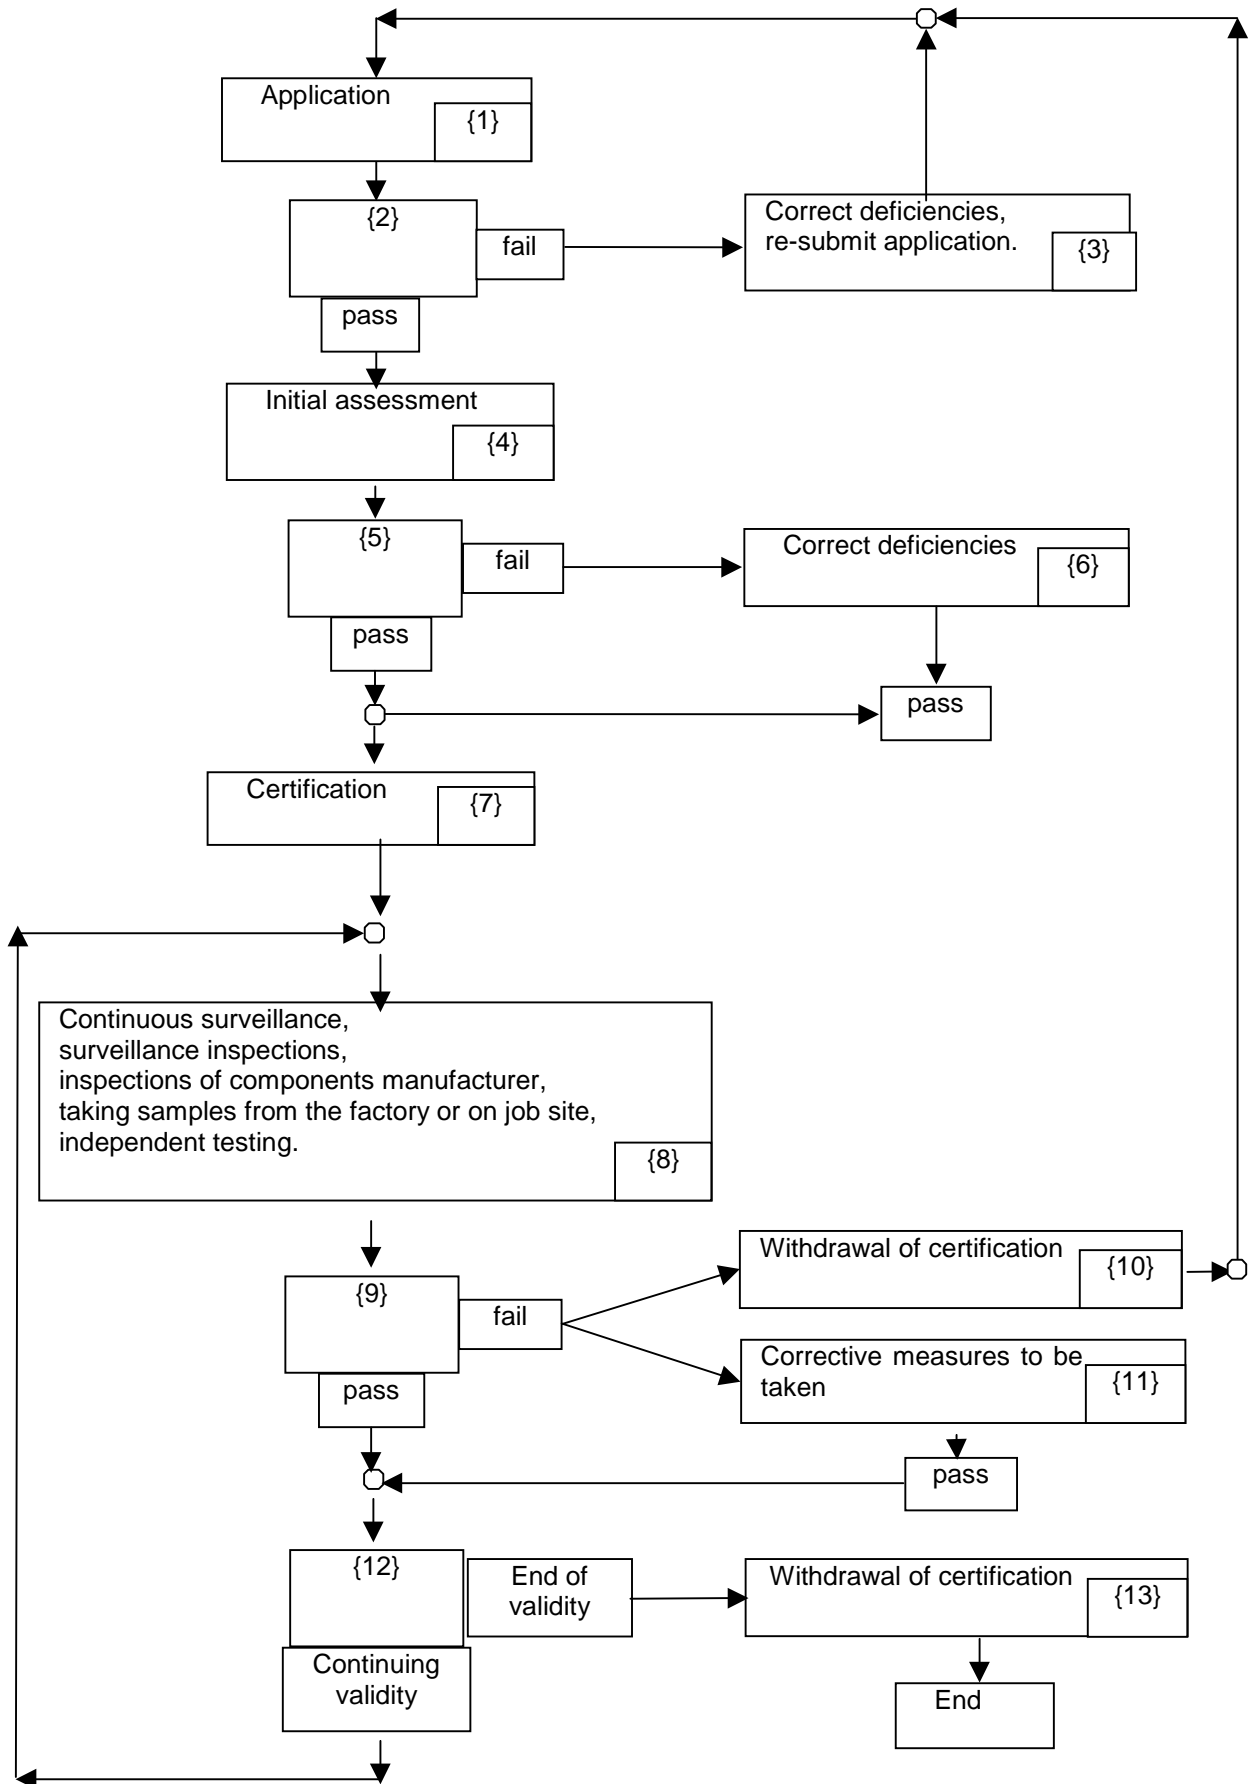 Application
{1}
{2}
fail
Correct deficiencies,
re-submit application.
{3}
pass
Initial assessment
{4}
{5}
fail
Correct deficiencies
{6}
pass
pass
Certification
{7}
Continuous surveillance,
surveillance inspections,
inspections of components manufacturer,
taking samples from the factory or on job site,
independent testing.
{8}
Withdrawal of certification
{10}
{9}
fail
Corrective measures to be
taken
{11}
pass
pass
{12}
End of
validity
Withdrawal of certification
{13}
Continuing
validity
End